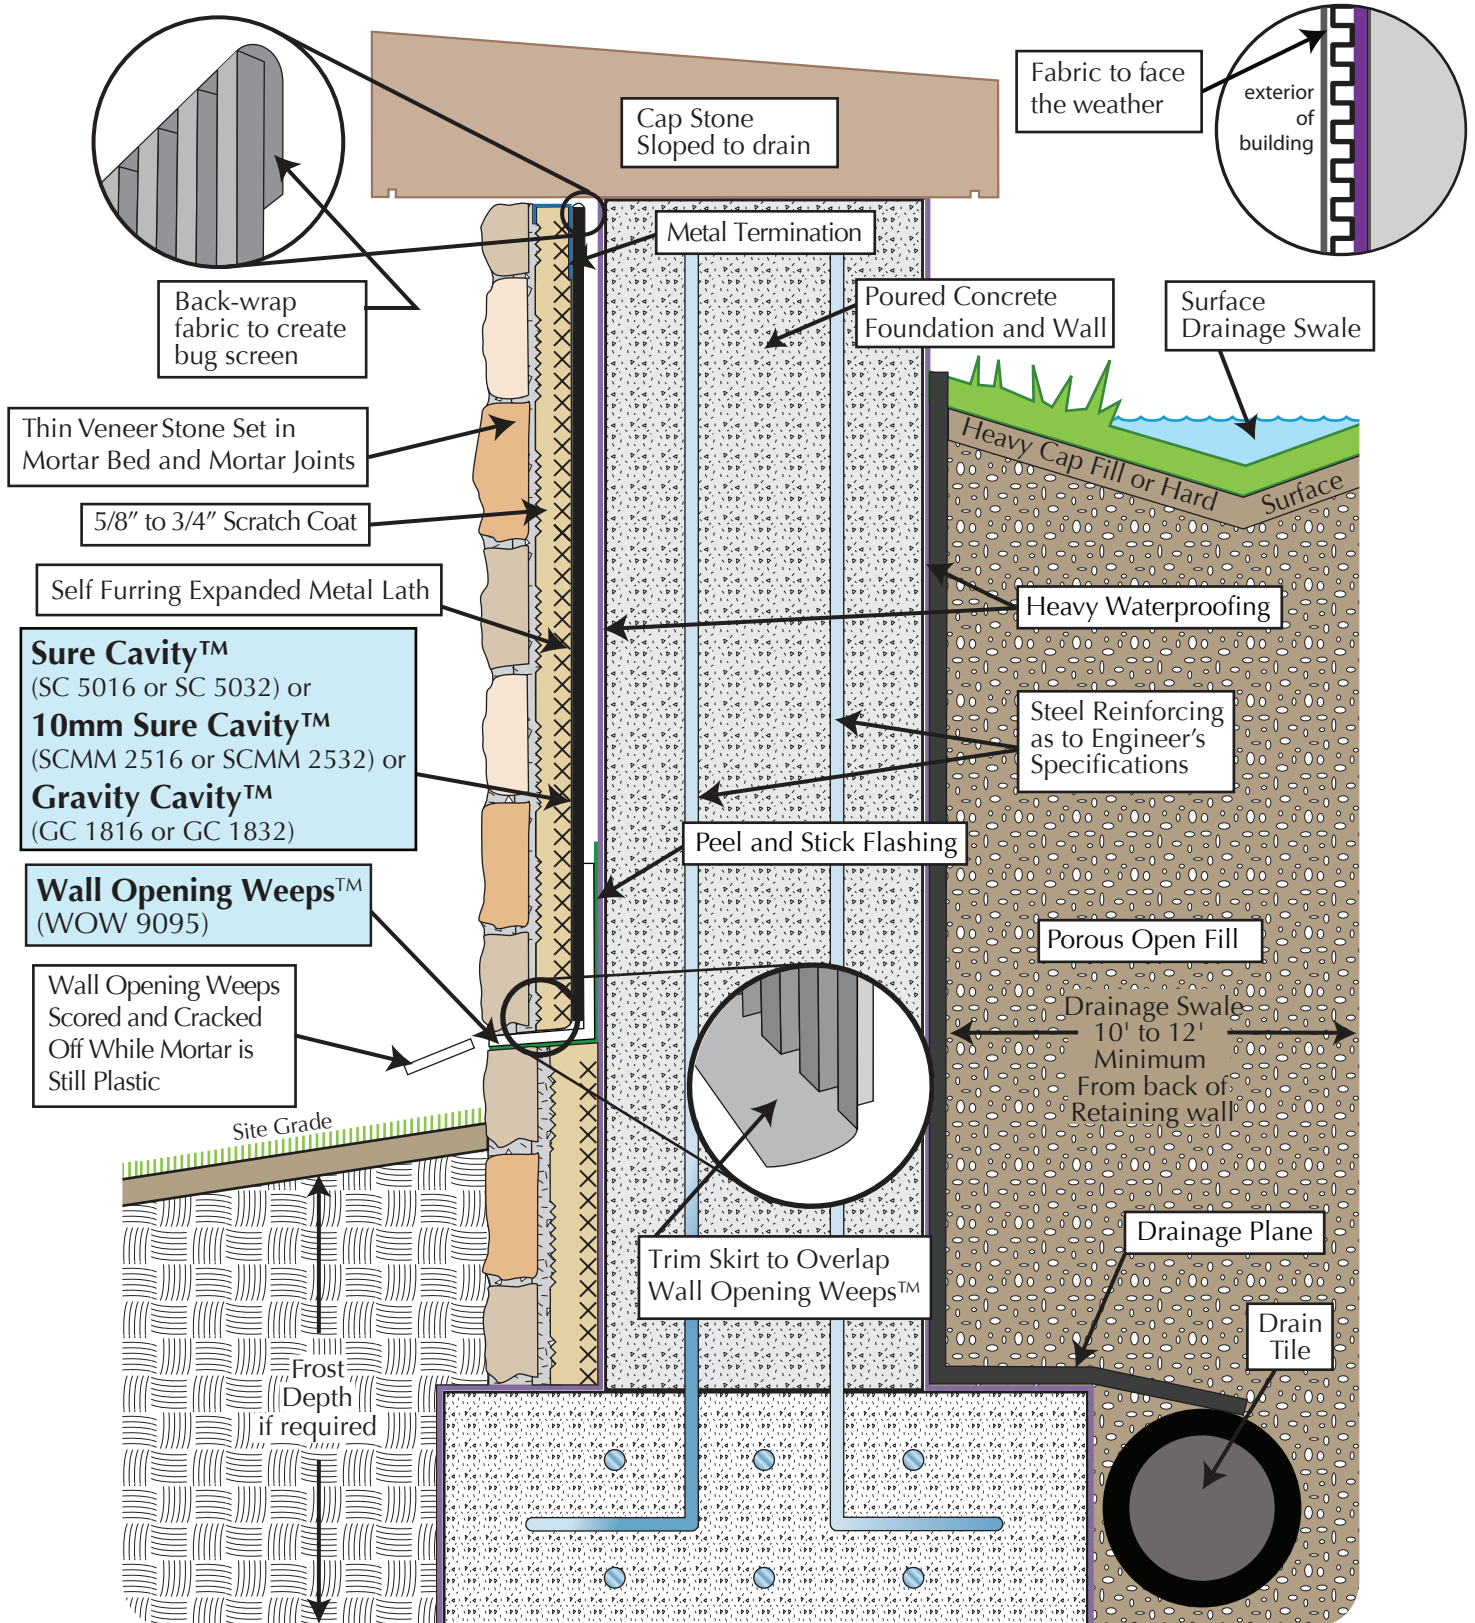 Fabric to face
the weather
exterior
of
building
Cap Stone
Sloped to drain
Metal Termination
Back-wrap
fabric to create
bug screen
Poured Concrete
Foundation and Wall
Surface
Drainage Swale
Thin Veneer Stone Set in
Mortar Bed and Mortar Joints
Heavy Cap Fill or Hard Surface
5/8" to 3/4" Scratch Coat
Self Furring Expanded Metal Lath
Heavy Waterproofing
Sure Cavity™
(SC 5016 or SC 5032) or
10mm Sure Cavity™
(SCMM 2516 or SCMM 2532) or
Gravity Cavity™
(GC 1816 or GC 1832)
Steel Reinforcing
as to Engineer's
Specifications
Peel and Stick Flashing
Wall Opening Weeps™
(WOW 9095)
Porous Open Fill
Wall Opening Weeps
Scored and Cracked
Off While Mortar is
Still Plastic
Drainage Swale
10' to 12'
Minimum
From back of
Retaining wall
Site Grade
Drainage Plane
Trim Skirt to Overlap
Wall Opening Weeps™
Drain
Tile
Frost
Depth
if required